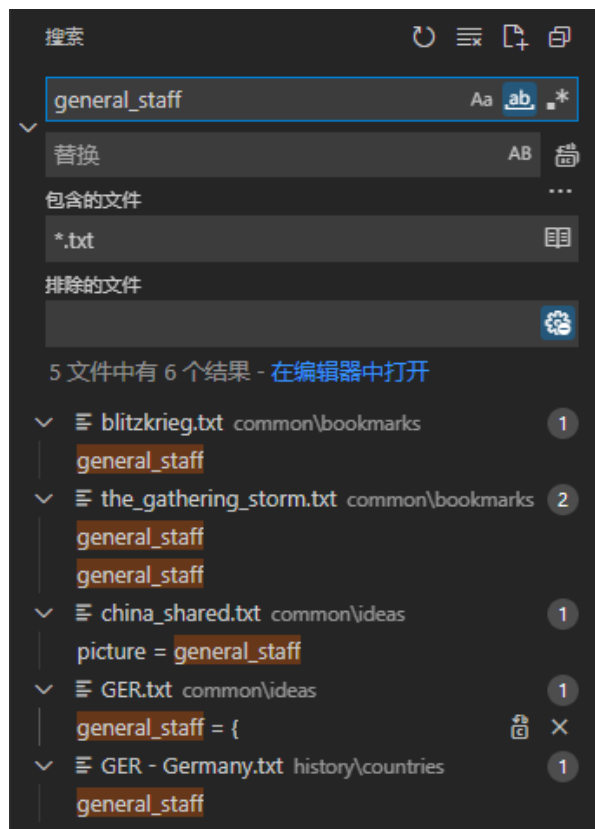 搜索
general_staff Aa ab .*
替换 AB
包含的文件 ...
*.txt
排除的文件
5 文件中有 6 个结果 - 在编辑器中打开
blitzkrieg.txt common\bookmarks 1
general_staff
the_gathering_storm.txt common\bookmarks 2
general_staff
general_staff
china_shared.txt common\ideas 1
picture = general_staff
GER.txt common\ideas 1
general_staff = {
GER - Germany.txt history\countries 1
general_staff